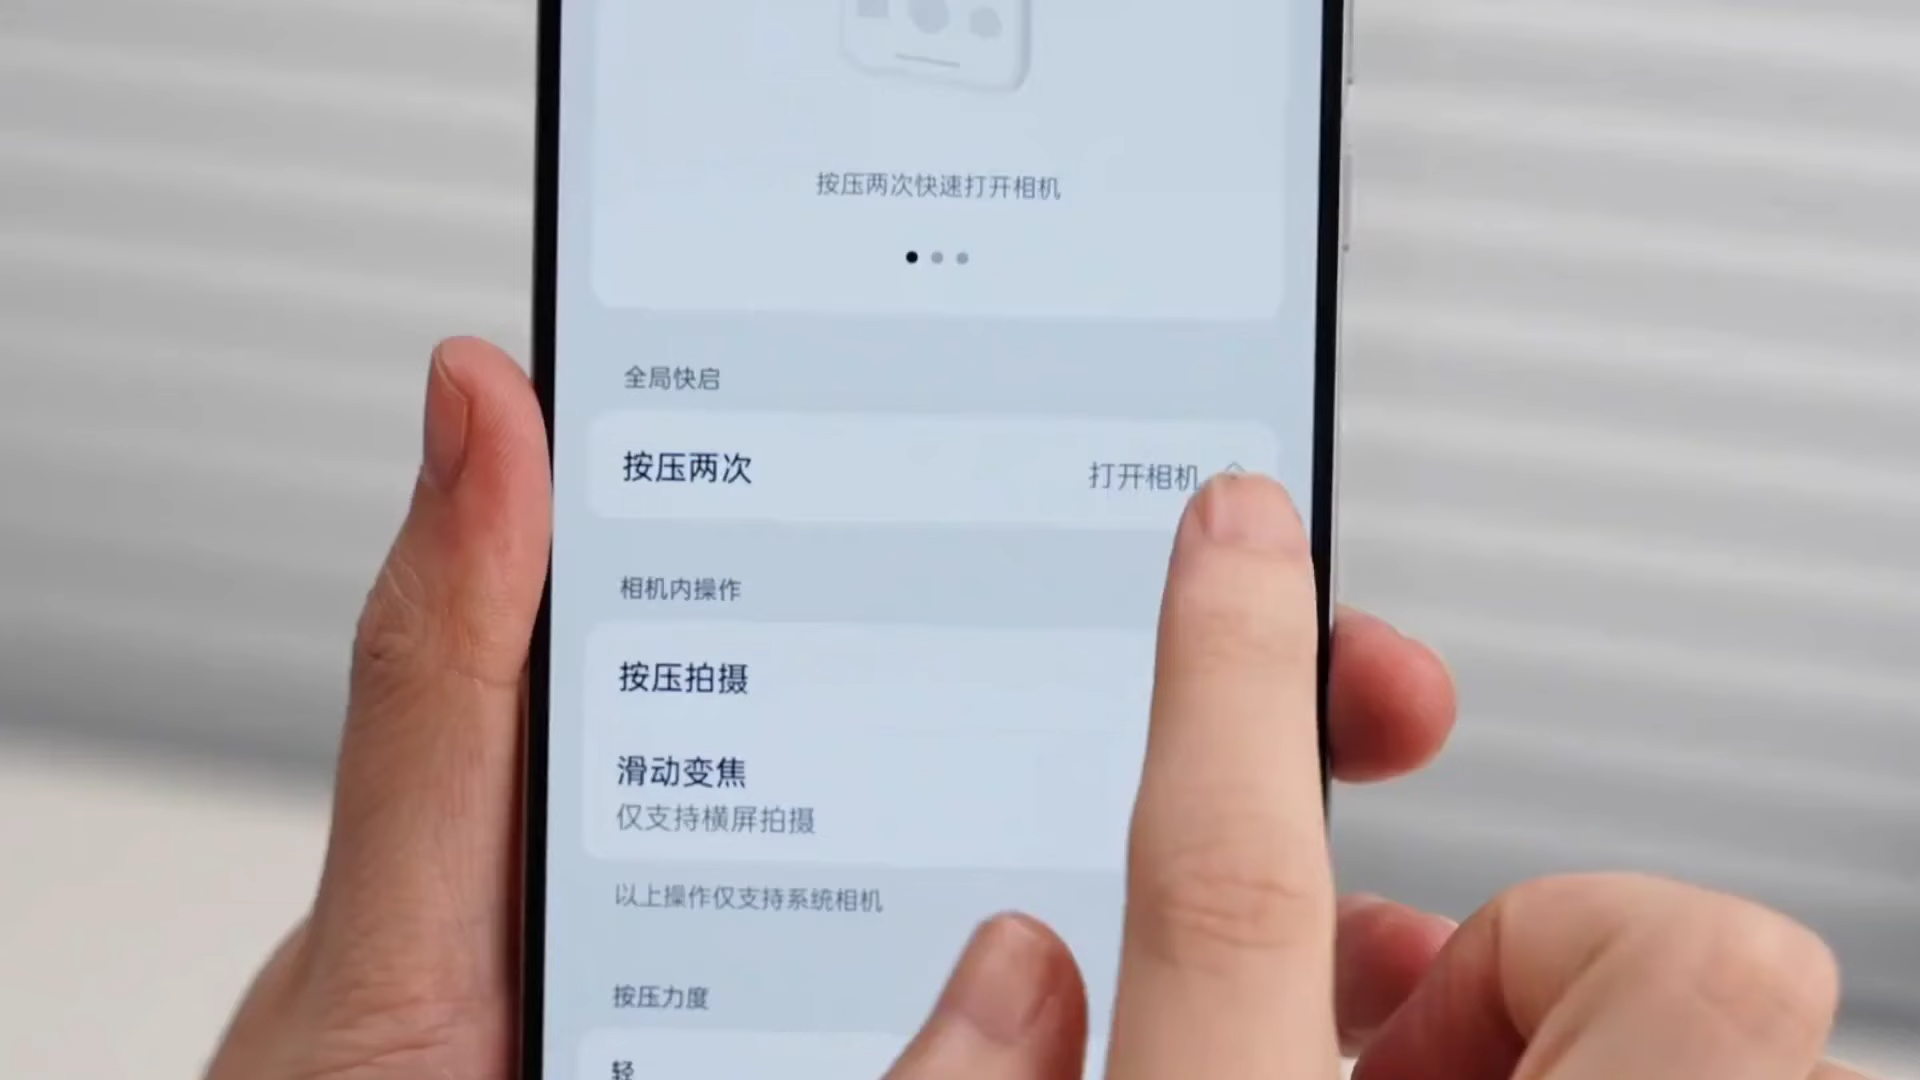 按压两次快速打开相机
全局快启
按压两次
打开相机
相机内操作
按压拍摄
滑动变焦
仅支持横屏拍摄
以上操作仅支持系统相机
按压力度
轻